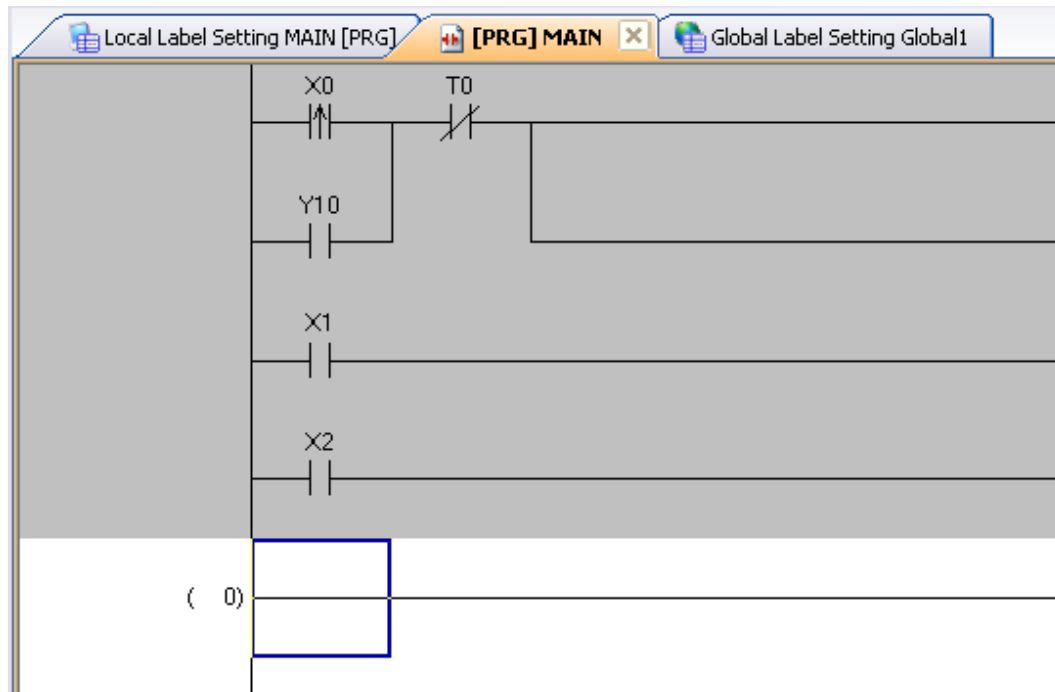 Local Label Setting MAIN [PRG] [PRG] MAIN Global Label Setting Global1
X0 T0
Y10
X1
X2
( 0)